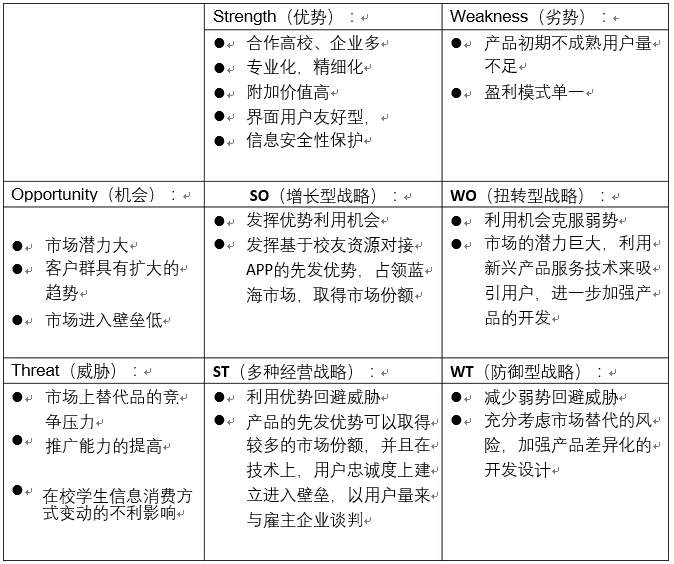 Strength（优势）：
合作高校、企业多
专业化，精细化
附加价值高
界面用户友好型，
信息安全性保护
Weakness（劣势）：
产品初期不成熟用户量
不足
盈利模式单一
Opportunity（机会）：
市场潜力大
客户群具有扩大的
趋势
市场进入壁垒低
SO（增长型战略）：
发挥优势利用机会
发挥基于校友资源对接
APP的先发优势，占领蓝
海市场，取得市场份额
WO（扭转型战略）：
利用机会克服弱势
市场的潜力巨大，利用
新兴产品服务技术来吸
引用户，进一步加强产
品的开发
Threat（威胁）：
市场上替代品的竞
争压力
推广能力的提高
在校学生信息消费方
式变动的不利影响
ST（多种经营战略）：
利用优势回避威胁
产品的先发优势可以取得
较多的市场份额，并且在
技术上，用户忠诚度上建
立进入壁垒，以用户量来
与雇主企业谈判
WT（防御型战略）：
减少弱势回避威胁
充分考虑市场替代的风
险，加强产品差异化的
开发设计